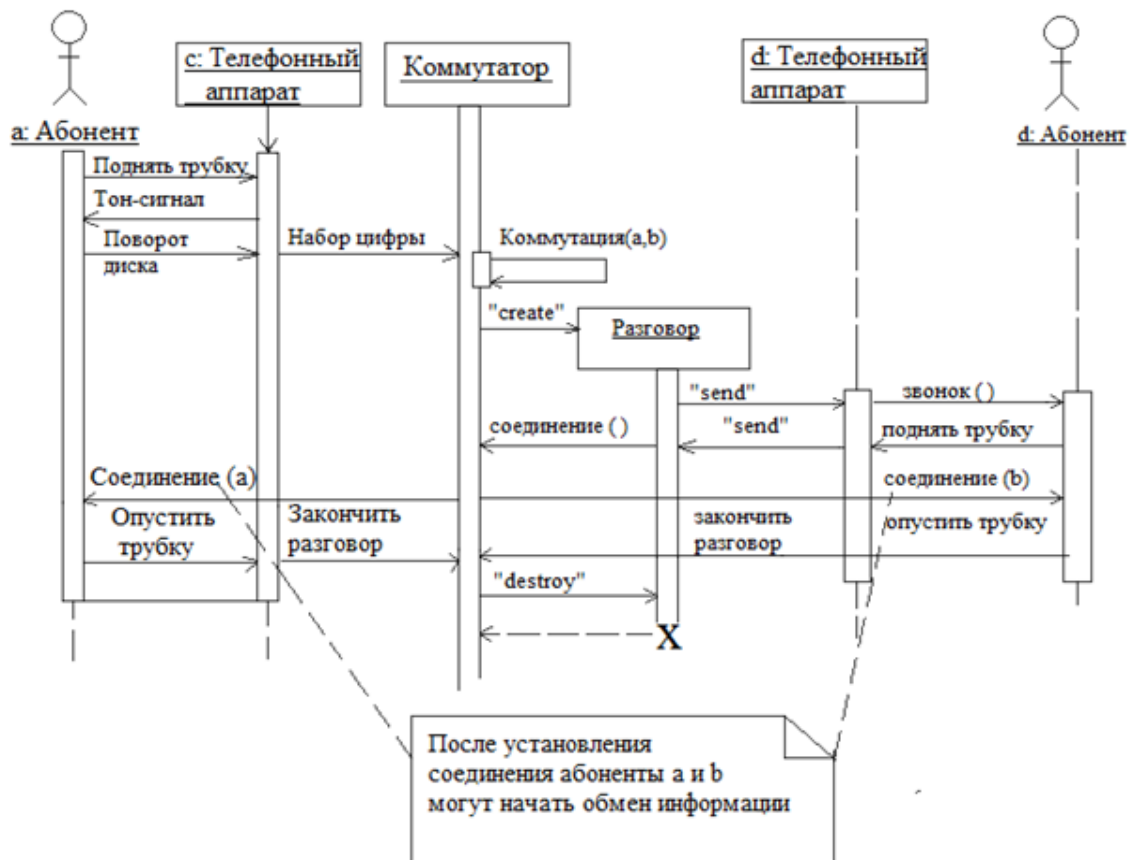 с: Телефонный
аппарат
Коммутатор
d: Телефонный
аппарат
а: Абонент
d: Абонент
Поднять трубку
Тон-сигнал
Поворот
диска
Набор цифры
Коммутация(a,b)
"create"
Разговор
"send"
звонок ( )
соединение ( )
"send"
поднять трубку
Соединение (а)
соединение (b)
Опустить
трубку
Закончить
разговор
закончить
разговор
опустить трубку
"destroy"
X
После установления
соединения абоненты а и b
могут начать обмен информации